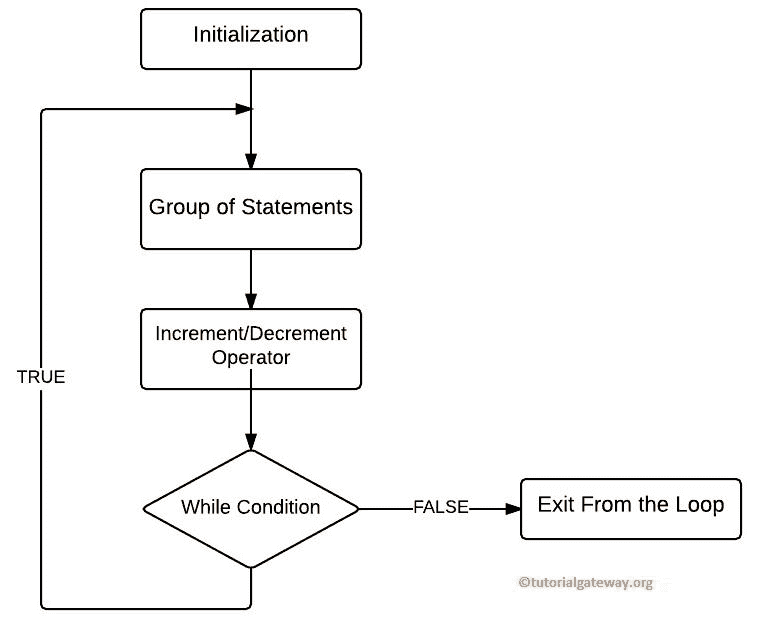 Initialization
Group of Statements
Increment/Decrement
Operator
TRUE
While Condition
FALSE
Exit From the Loop
©tutorialgateway.org